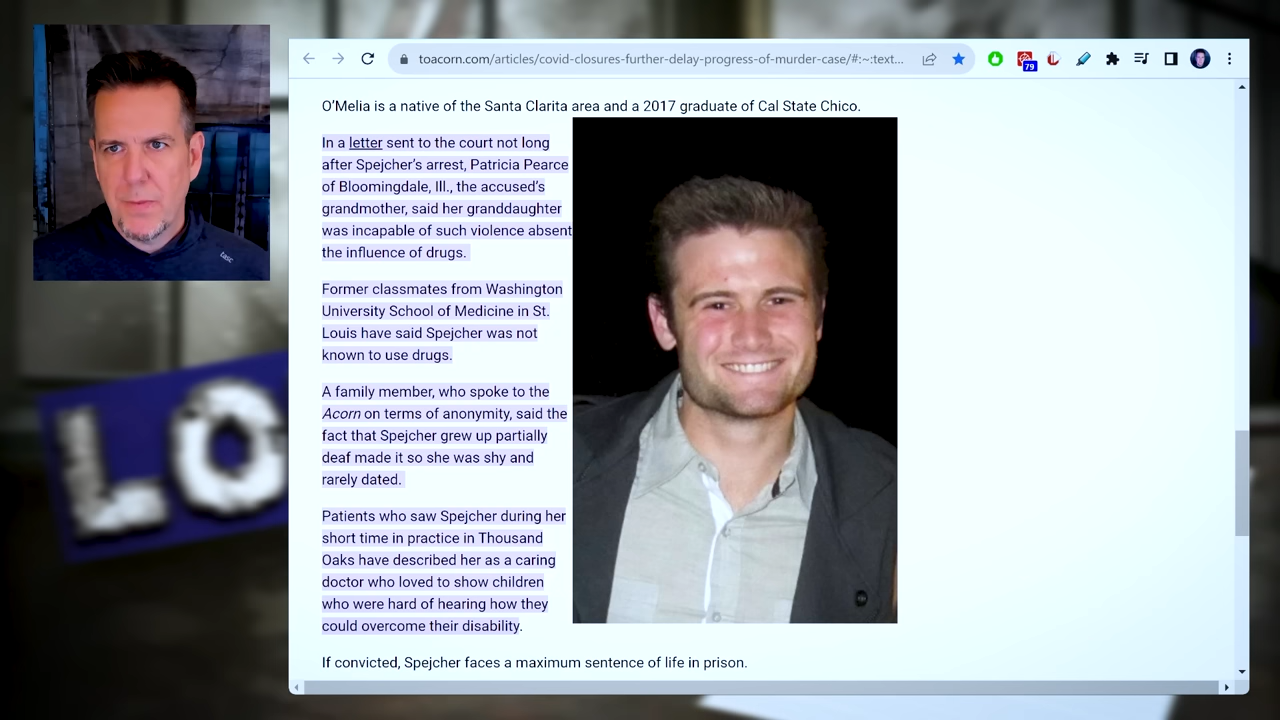 toacorn.com/articles/covid-closures-further-delay-progress-of-murder-case/#:~:text...
79
O'Melia is a native of the Santa Clarita area and a 2017 graduate of Cal State Chico.
In a letter sent to the court not long
after Spejcher's arrest, Patricia Pearce
of Bloomingdale, Ill., the accused's
grandmother, said her granddaughter
was incapable of such violence absent
the influence of drugs.
Former classmates from Washington
University School of Medicine in St.
Louis have said Spejcher was not
known to use drugs.
A family member, who spoke to the
Acorn on terms of anonymity, said the
fact that Spejcher grew up partially
deaf made it so she was shy and
rarely dated.
Patients who saw Spejcher during her
short time in practice in Thousand
Oaks have described her as a caring
doctor who loved to show children
who were hard of hearing how they
could overcome their disability.
If convicted, Spejcher faces a maximum sentence of life in prison.
LO
tasc